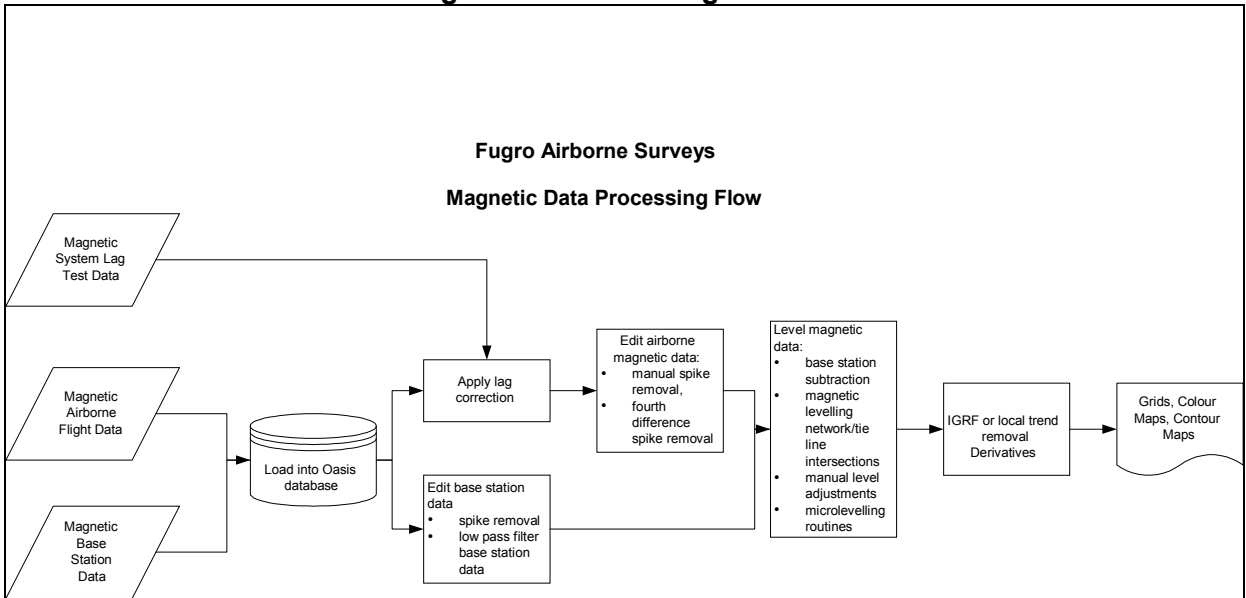 Fugro Airborne Surveys
Magnetic Data Processing Flow
Magnetic
System Lag
Test Data
Magnetic
Airborne
Flight Data
Magnetic
Base
Station
Data
Load into Oasis
database
Apply lag
correction
Edit base station
data
• spike removal
• low pass filter
base station
data
Edit airborne
magnetic data:
• manual spike
removal,
• fourth
difference
spike removal
Level magnetic
data:
• base station
subtraction
• magnetic
levelling
network/tie
line
intersections
• manual level
adjustments
• microlevelling
routines
IGRF or local trend
removal
Derivatives
Grids, Colour
Maps, Contour
Maps